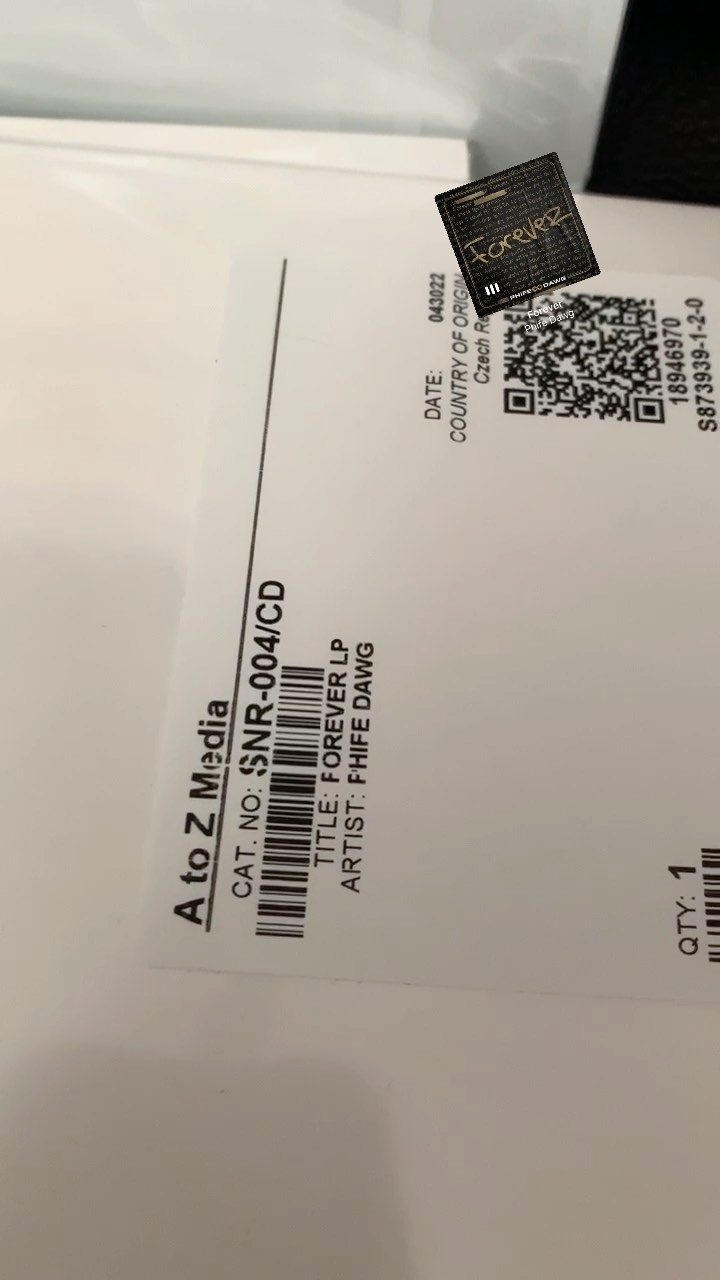 A to Z Media
CAT. NO: SNR-004/CD
TITLE: FOREVER LP
ARTIST: PHIFE DAWG
DATE: 043022
COUNTRY OF ORIGIN
Czech
18946970
S873939-1-2-0
QTY: 1
Forever
PHIFE DAWG
Forever
Phife Dawg